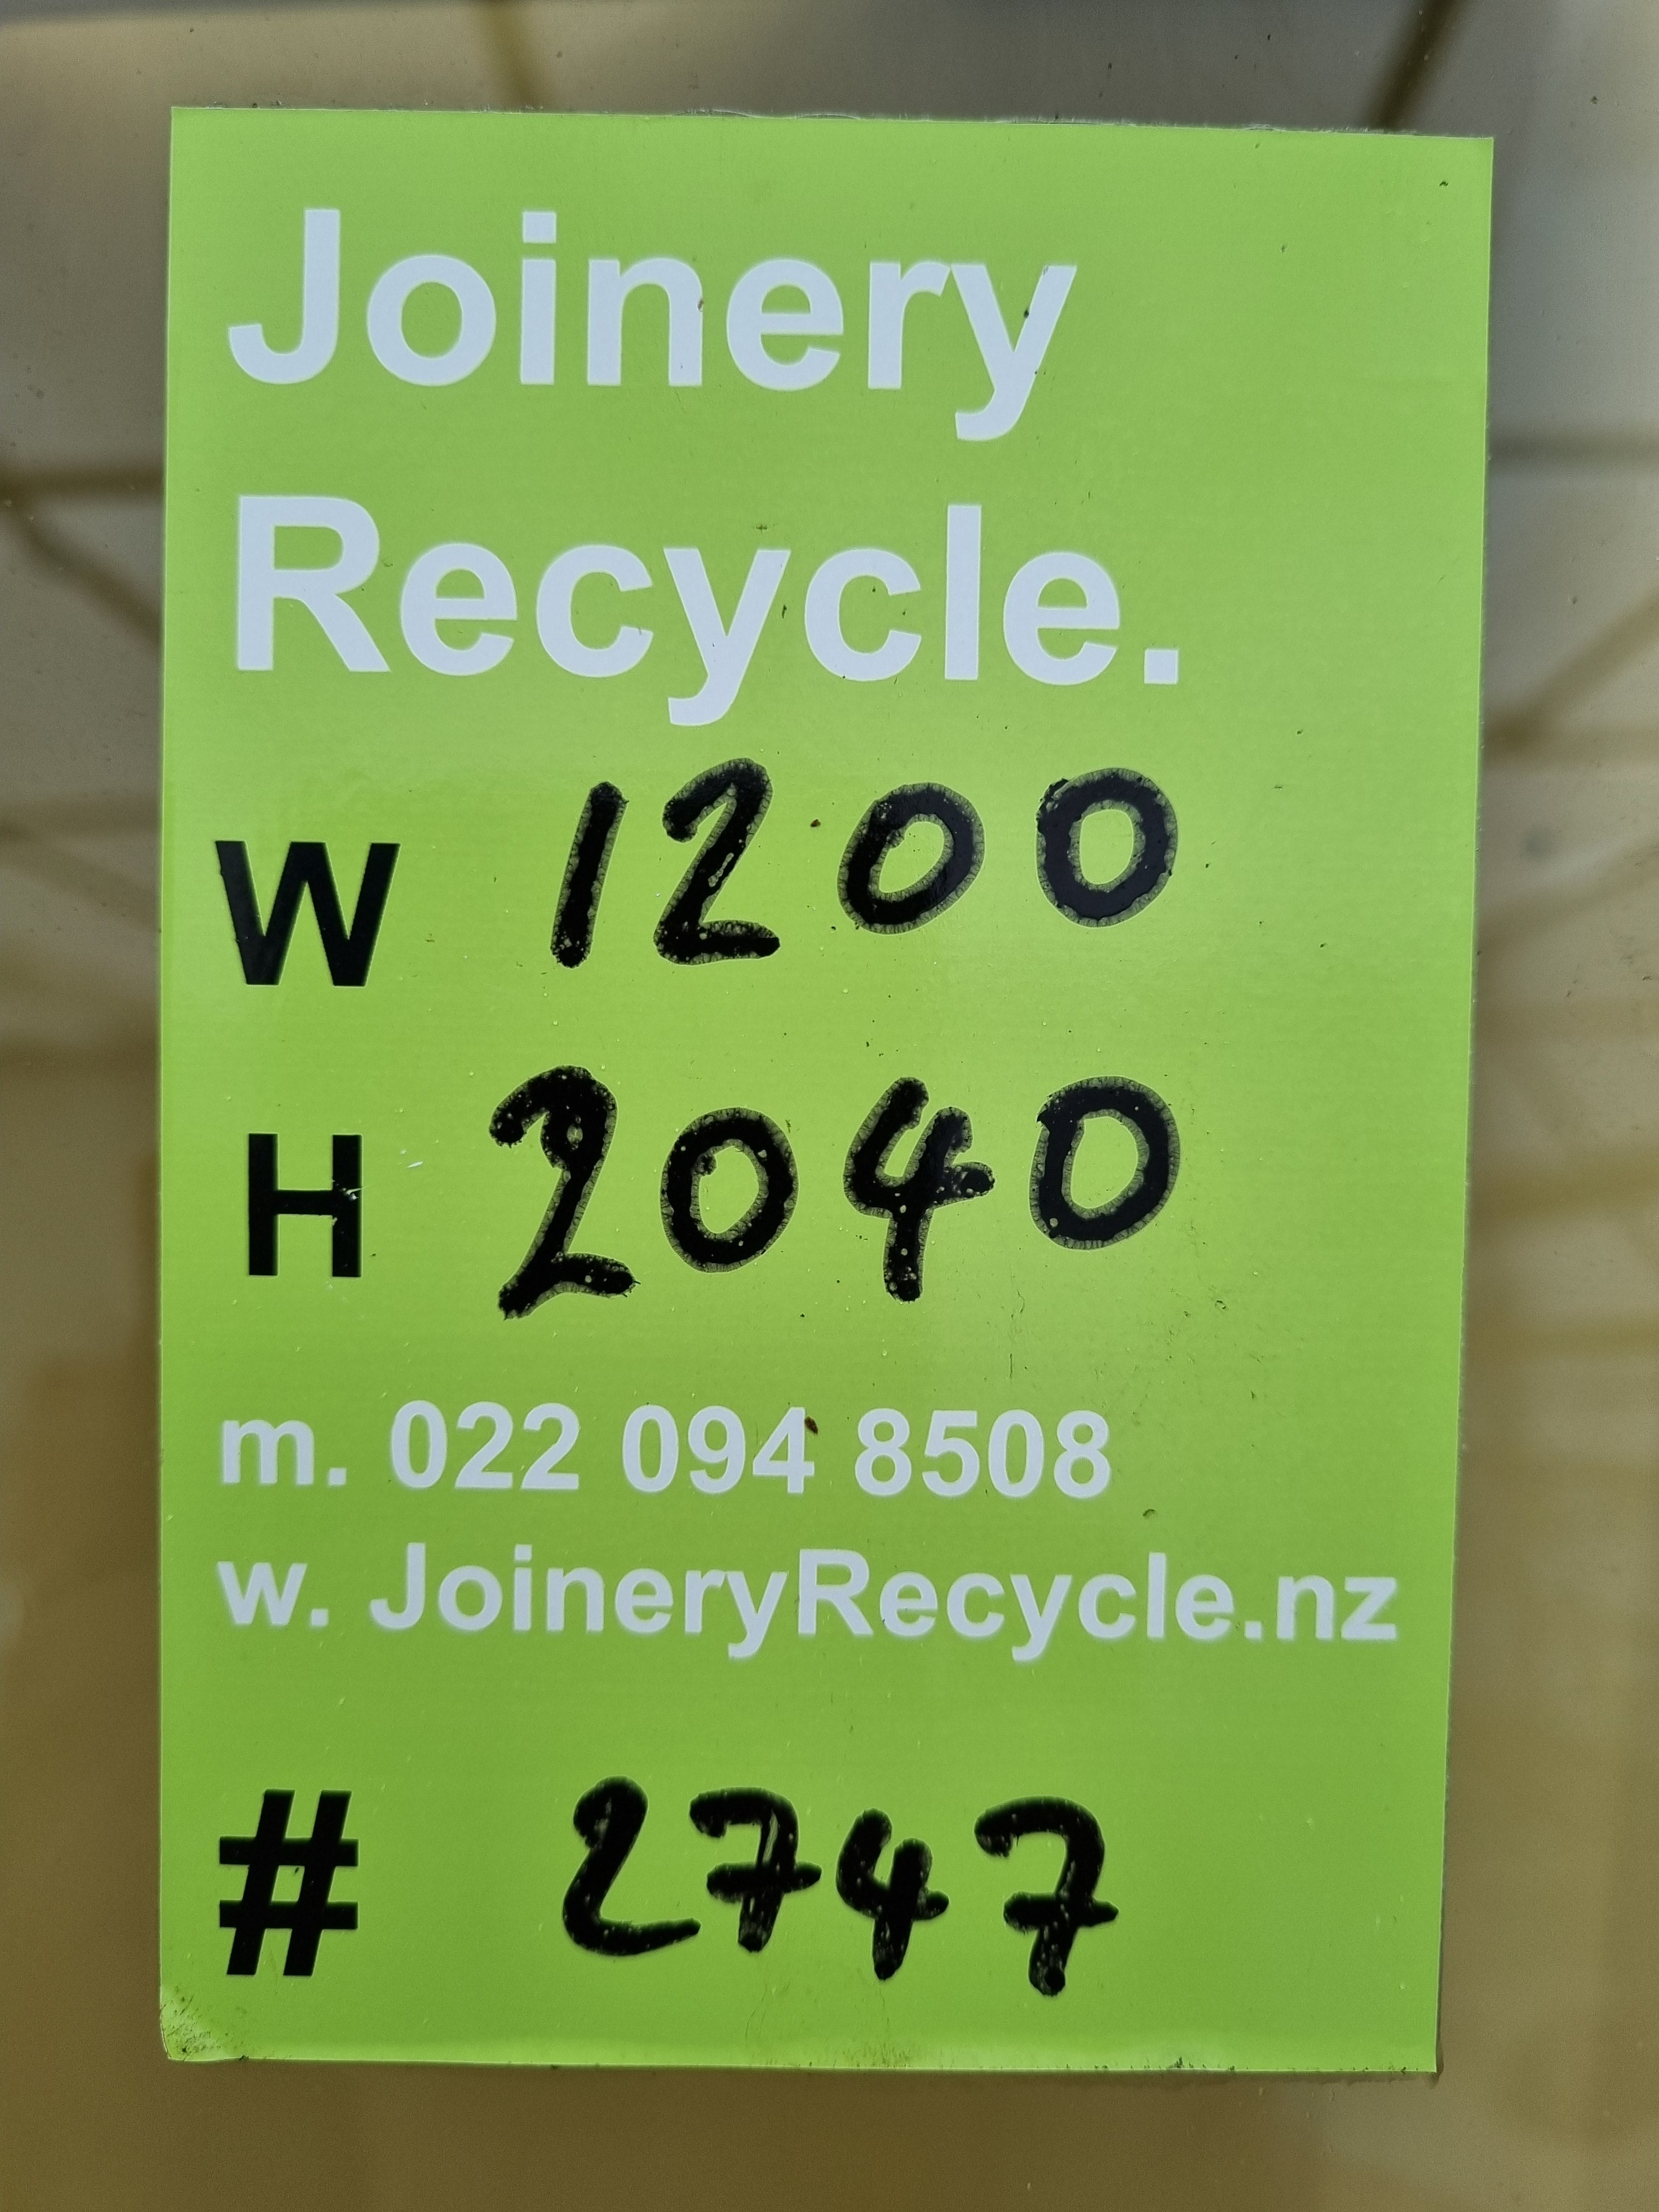 Joinery
Recycle.
W 1200
H 2040
m. 022 094 8508
w. JoineryRecycle.nz
# 2747